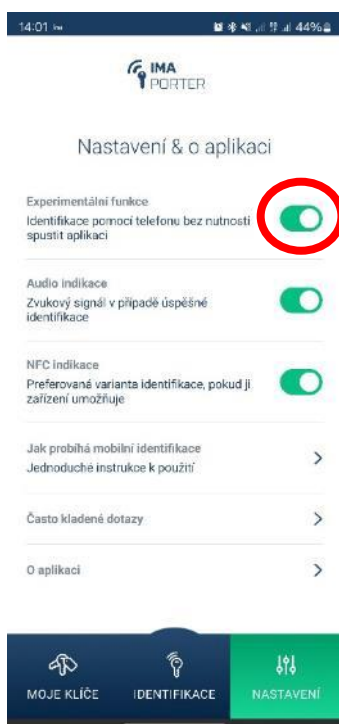 14:01
44%
IMA
PORTER
Nastavení & o aplikaci
Experimentální funkce
Identifikace pomocí telefonu bez nutnosti
spustit aplikaci
Audio indikace
Zvukový signál v případě úspěšné
identifikace
NFC indikace
Preferovaná varianta identifikace, pokud ji
zařízení umožňuje
Jak probíhá mobilní identifikace
Jednoduché instrukce k použití
Často kladené dotazy
O aplikaci
MOJE KLÍČE IDENTIFIKACE NASTAVENÍ